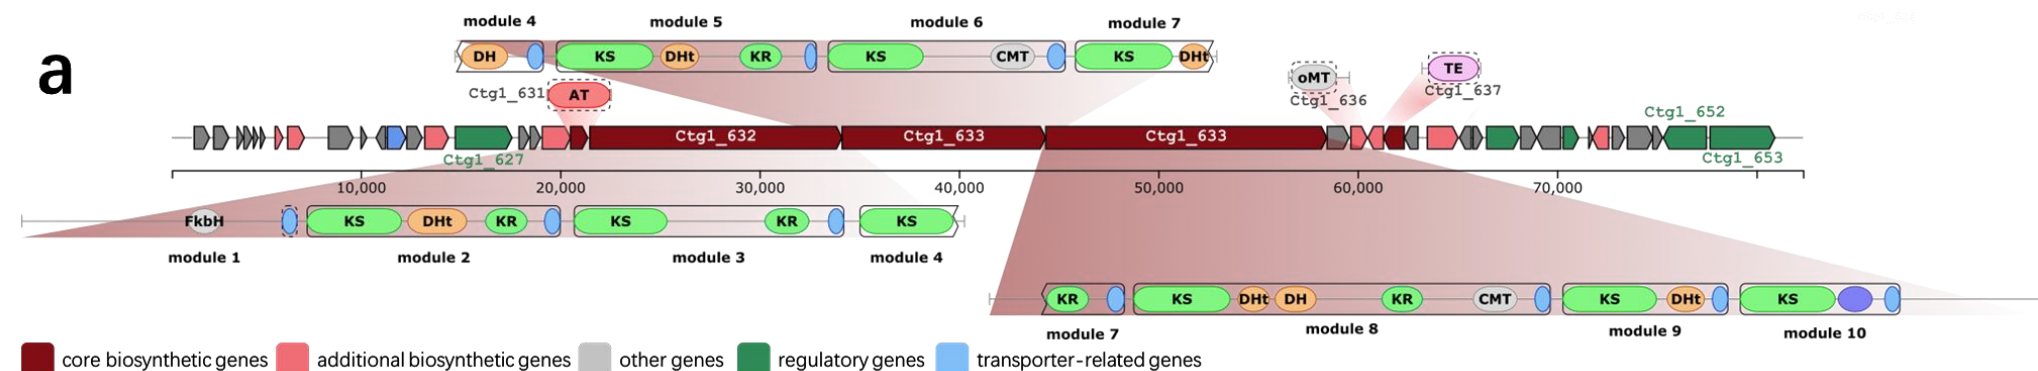 a
module 4 module 5 module 6 module 7
DH KS DHt KR KS CMT KS DHt
Ctg1_631 AT
oMT
Ctg1_636
TE
Ctg1_637
Ctg1_652
Ctg1_632 Ctg1_633 Ctg1_633
Ctg1_627
Ctg1_653
10,000 20,000 30,000 40,000 50,000 60,000 70,000
FkbH KS DHt KR KS KR KS
module 1 module 2 module 3 module 4
KR KS DHt DH KR CMT KS DHt KS
module 7 module 8 module 9 module 10
core biosynthetic genes additional biosynthetic genes other genes regulatory genes transporter-related genes